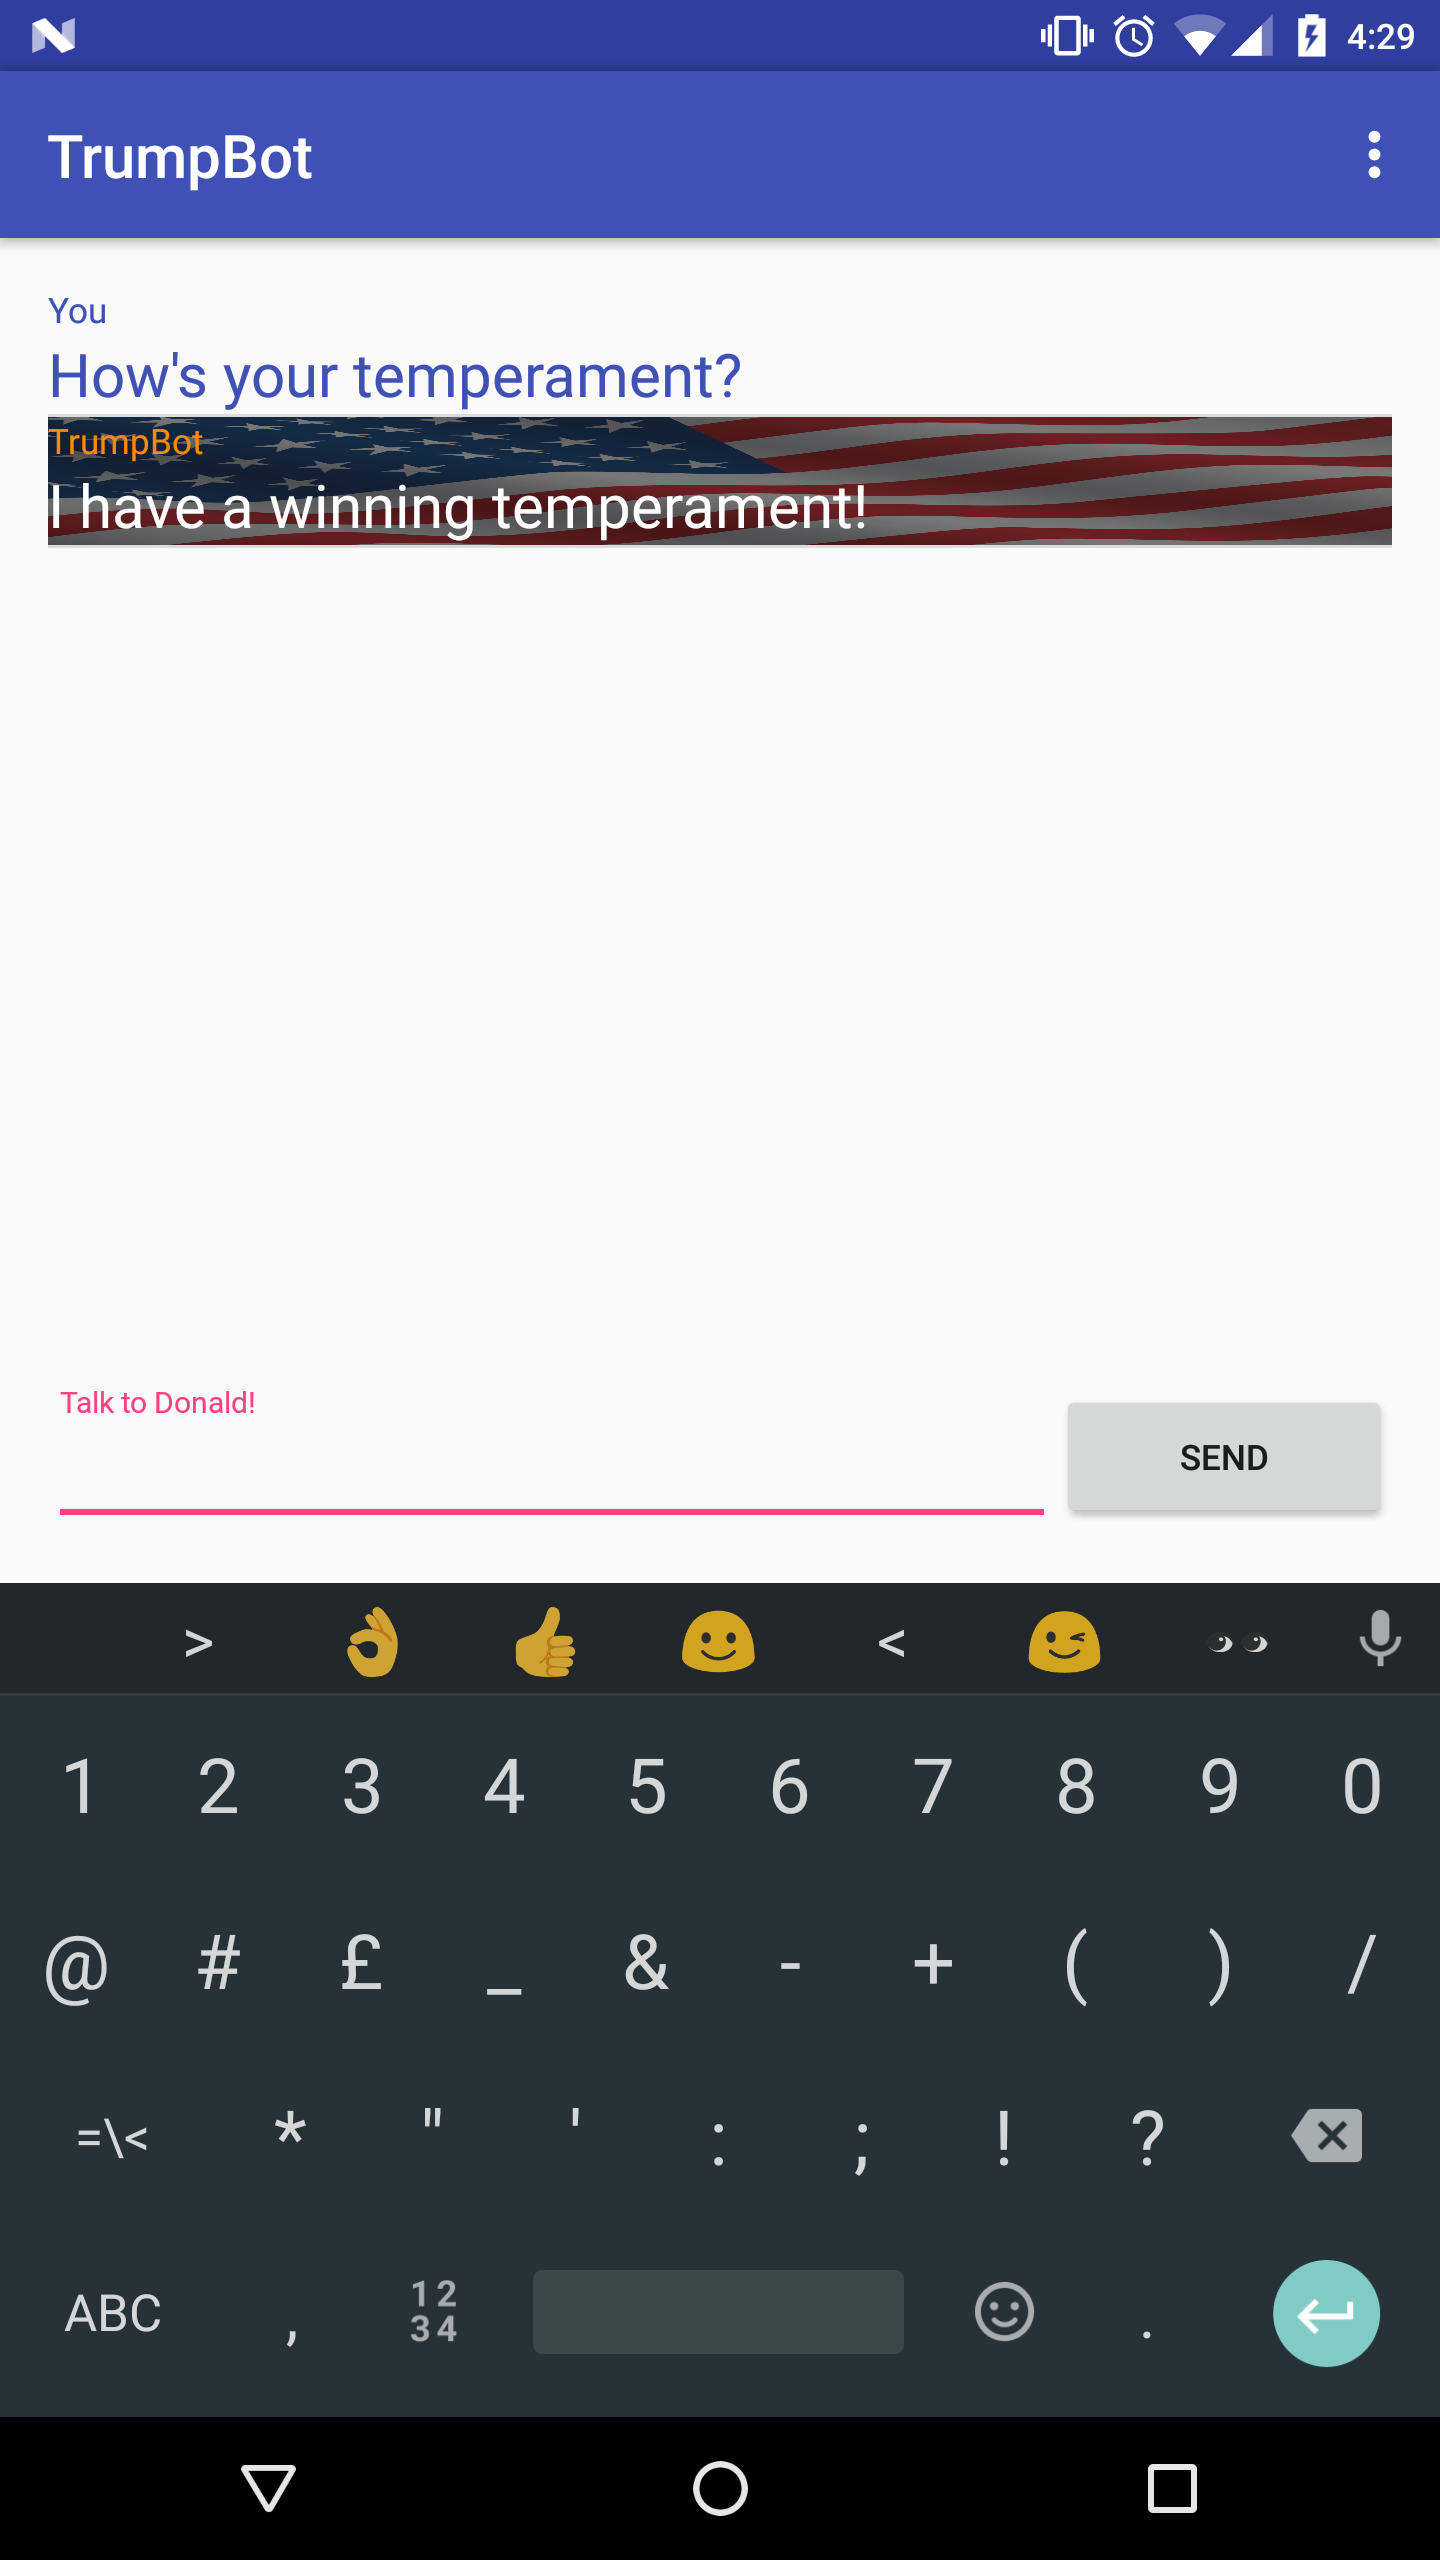 4:29
TrumpBot
You
How's your temperament?
TrumpBot
I have a winning temperament!
Talk to Donald!
SEND
> <
1 2 3 4 5 6 7 8 9 0
@ # £ _ & - + ( ) /
=\< * " ' : ; ! ?
ABC , 12 34 .